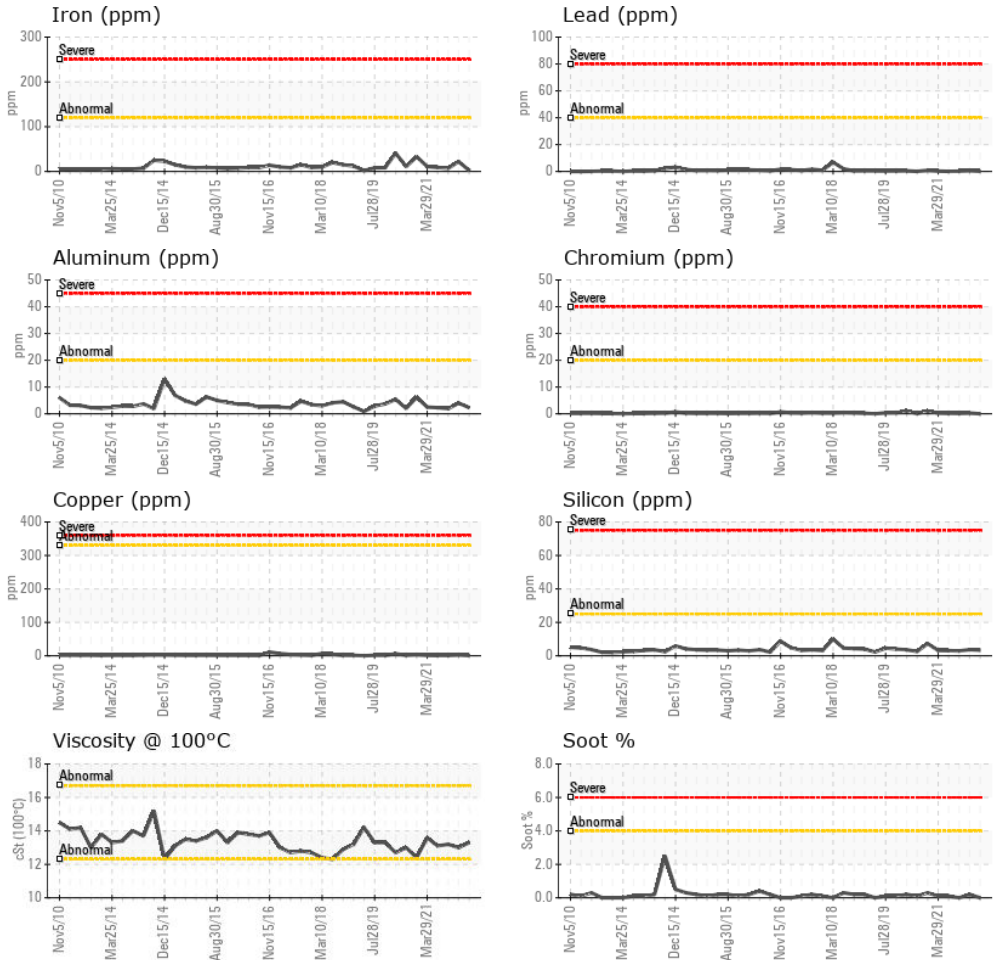 Iron (ppm)
300
200
100
0
ppm
Severe
Abnormal
Nov5/10
Mar25/14
Dec15/14
Aug30/15
Nov15/16
Mar10/18
Jul28/19
Mar29/21
Lead (ppm)
100
80
60
40
20
0
ppm
Severe
Abnormal
Nov5/10
Mar25/14
Dec15/14
Aug30/15
Nov15/16
Mar10/18
Jul28/19
Mar29/21
Aluminum (ppm)
50
40
30
20
10
0
ppm
Severe
Abnormal
Nov5/10
Mar25/14
Dec15/14
Aug30/15
Nov15/16
Mar10/18
Jul28/19
Mar29/21
Chromium (ppm)
50
40
30
20
10
0
ppm
Severe
Abnormal
Nov5/10
Mar25/14
Dec15/14
Aug30/15
Nov15/16
Mar10/18
Jul28/19
Mar29/21
Copper (ppm)
400
300
200
100
0
ppm
Severe
Abnormal
Nov5/10
Mar25/14
Dec15/14
Aug30/15
Nov15/16
Mar10/18
Jul28/19
Mar29/21
Silicon (ppm)
80
60
40
20
0
ppm
Severe
Abnormal
Nov5/10
Mar25/14
Dec15/14
Aug30/15
Nov15/16
Mar10/18
Jul28/19
Mar29/21
Viscosity @ 100°C
18
16
14
12
10
cSt (100°C)
Abnormal
Abnormal
Nov5/10
Mar25/14
Dec15/14
Aug30/15
Nov15/16
Mar10/18
Jul28/19
Mar29/21
Soot %
8.0
6.0
4.0
2.0
0.0
Soot %
Severe
Abnormal
Nov5/10
Mar25/14
Dec15/14
Aug30/15
Nov15/16
Mar10/18
Jul28/19
Mar29/21